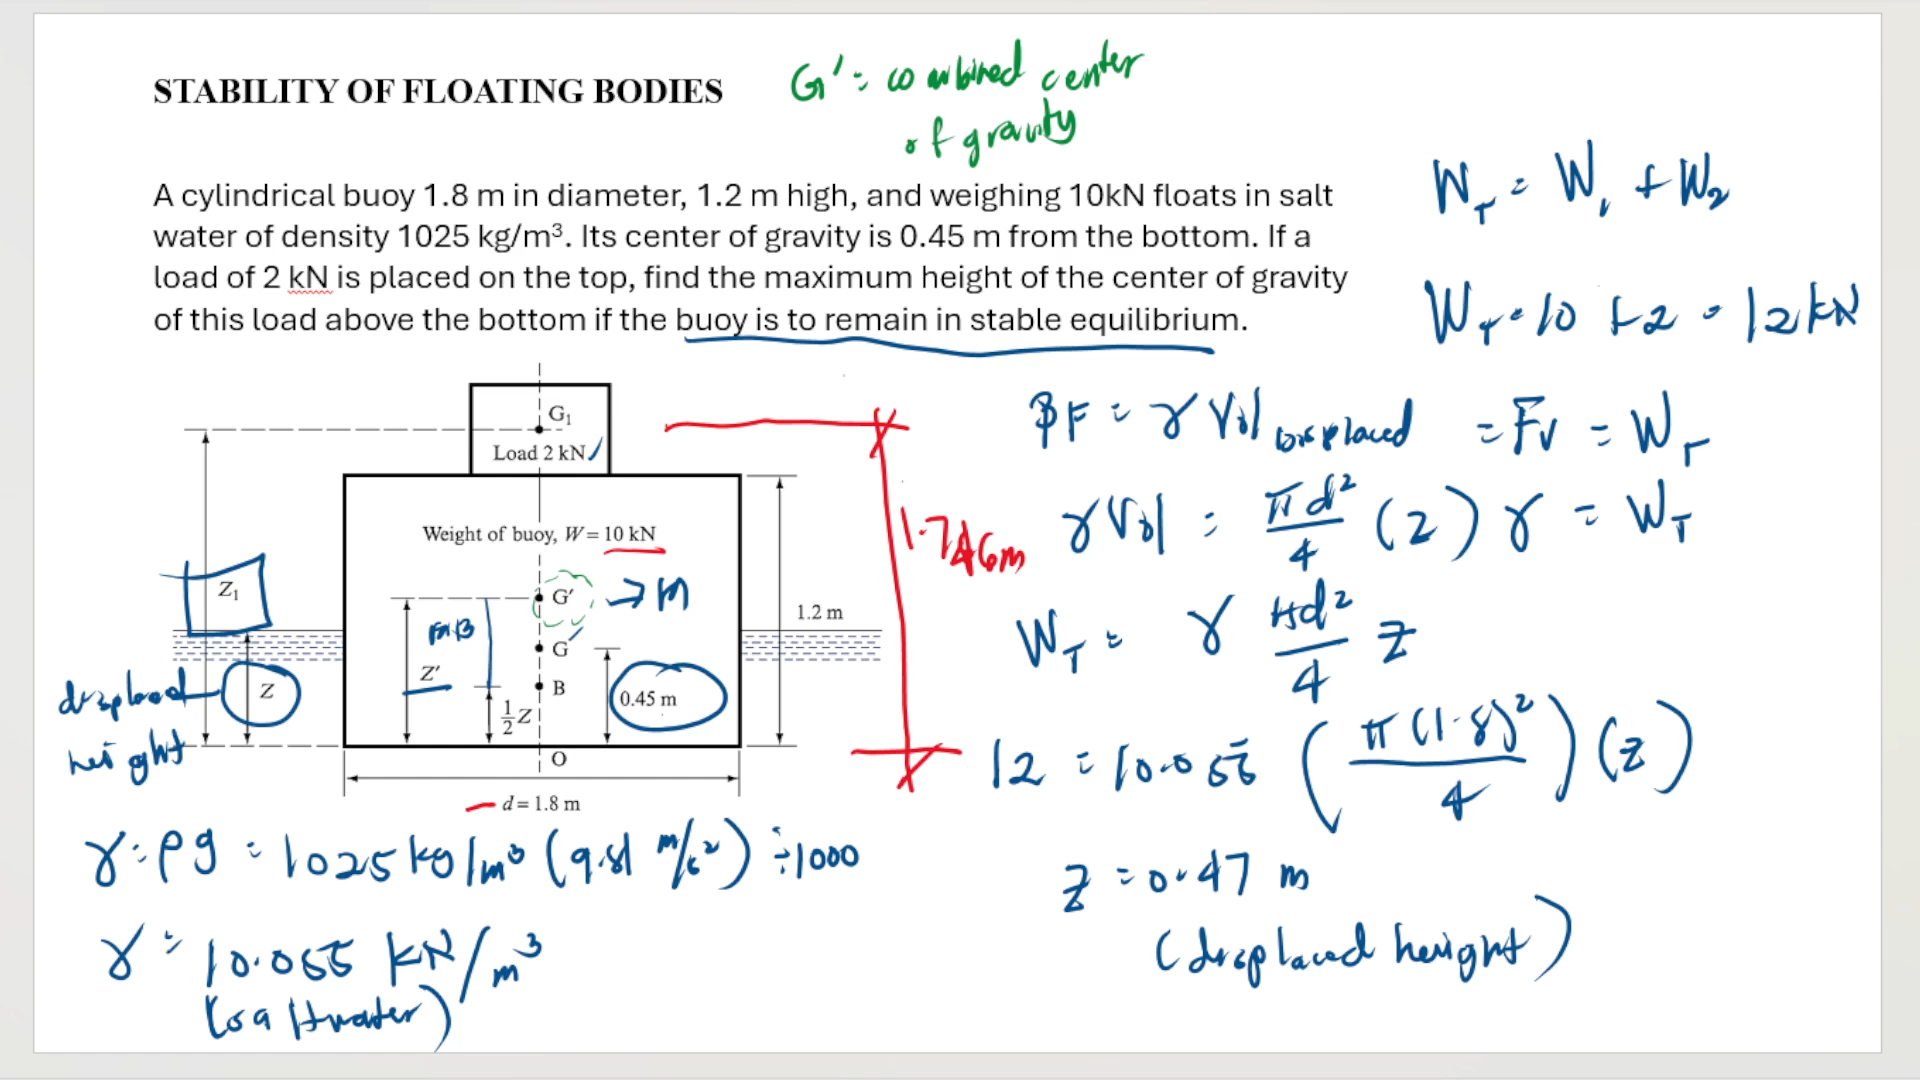 STABILITY OF FLOATING BODIES
G' = combined center
of gravity
A cylindrical buoy 1.8 m in diameter, 1.2 m high, and weighing 10kN floats in salt
water of density 1025 kg/m³. Its center of gravity is 0.45 m from the bottom. If a
load of 2 kN is placed on the top, find the maximum height of the center of gravity
of this load above the bottom if the buoy is to remain in stable equilibrium.
W_T = W_1 + W_2
W_T = 10 + 2 = 12 kN
G₁
Load 2 kN
Weight of buoy, W = 10 kN
G' → M
MB
G
Z₁
1.2 m
Z'
B
Z
0.45 m
½Z
O
d = 1.8 m
displaced
height
1.746m
BF = γ Vol displaced = Fv = W_T
γVol = πd²/4 (z) γ = W_T
W_T = γ πd²/4 z
12 = 10.055 (π(1.8)²/4) (z)
z = 0.47 m
(displaced height)
γ = ρg = 1025 kg/m³ (9.81 m/s²) ÷1000
γ = 10.055 kN/m³
(saltwater)